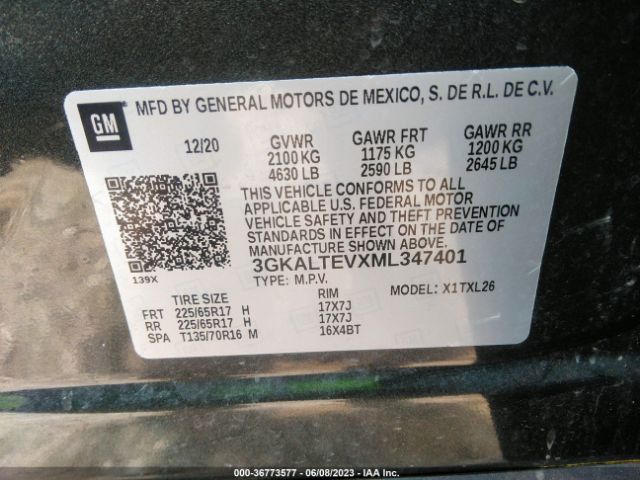 GM
MFD BY GENERAL MOTORS DE MEXICO, S. DE R.L. DE C.V.
12/20 GVWR GAWR FRT GAWR RR
2100 KG 1175 KG 1200 KG
4630 LB 2590 LB 2645 LB
THIS VEHICLE CONFORMS TO ALL
APPLICABLE U.S. FEDERAL MOTOR
VEHICLE SAFETY AND THEFT PREVENTION
STANDARDS IN EFFECT ON THE DATE OF
MANUFACTURE SHOWN ABOVE.
3GKALTEVXML347401
139X TYPE: M.P.V. MODEL: X1TXL26
TIRE SIZE RIM
FRT 225/65R17 H 17X7J
RR 225/65R17 H 17X7J
SPA T135/70R16 M 16X4BT
000-36773577 - 06/08/2023 - IAA Inc.